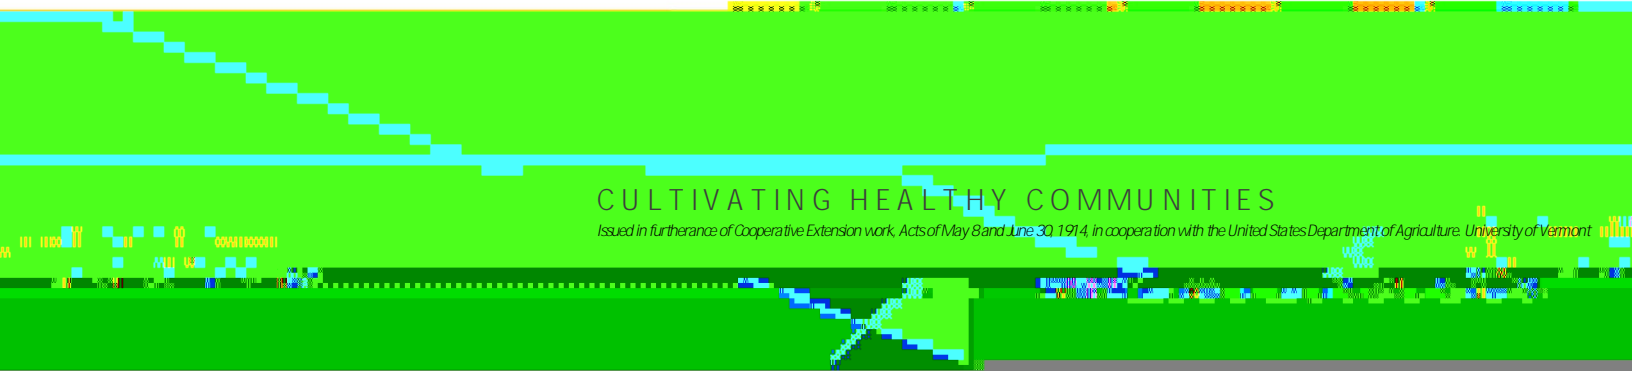 CULTIVATING HEALTHY COMMUNITIES
Issued in furtherance of Cooperative Extension work, Acts of May 8 and June 30, 1914, in cooperation with the United States Department of Agriculture. University of Vermont